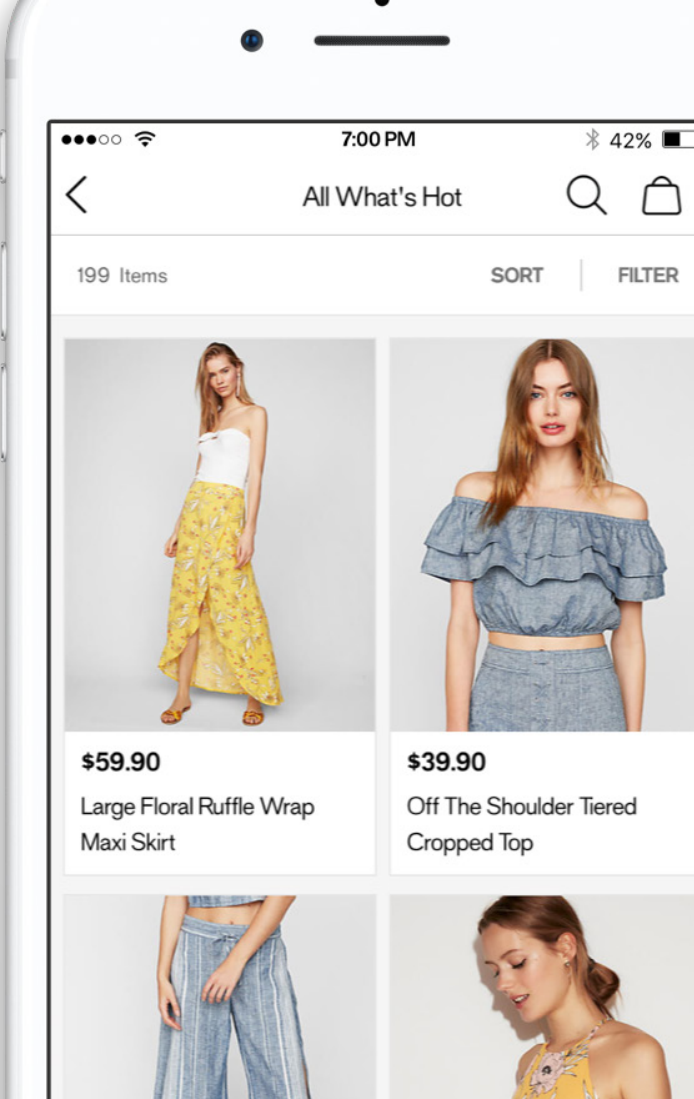 7:00 PM
42%
All What's Hot
199 Items
SORT
FILTER
$59.90
Large Floral Ruffle Wrap
Maxi Skirt
$39.90
Off The Shoulder Tiered
Cropped Top